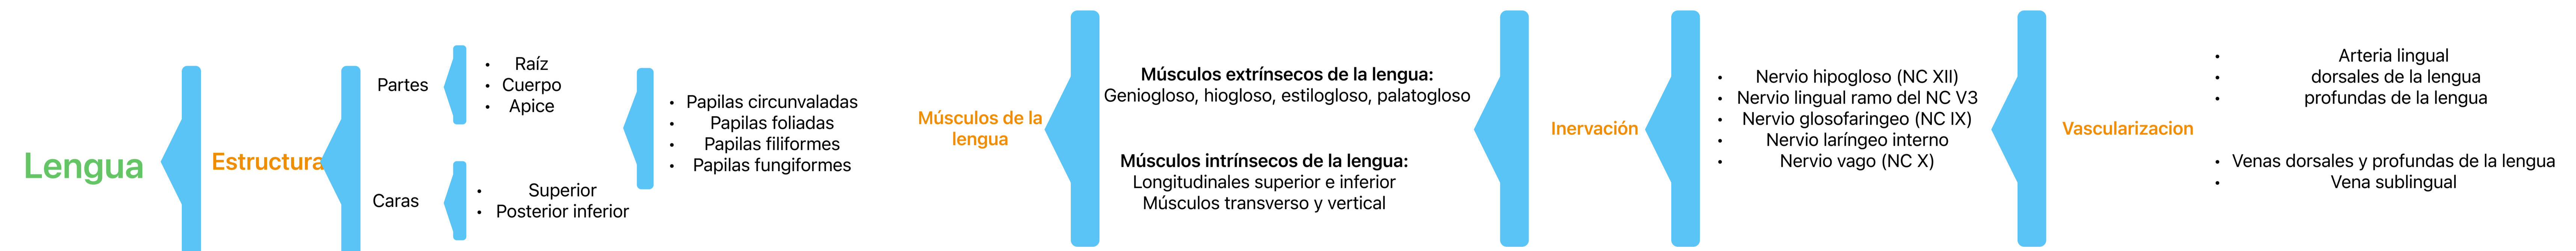 Lengua
Estructura
Partes
• Raíz
• Cuerpo
• Apice
Caras
• Superior
• Posterior inferior
• Papilas circunvaladas
• Papilas foliadas
• Papilas filiformes
• Papilas fungiformes
Músculos de la
lengua
Músculos extrínsecos de la lengua:
Geniogloso, hiogloso, estilogloso, palatogloso
Músculos intrínsecos de la lengua:
Longitudinales superior e inferior
Músculos transverso y vertical
Inervación
• Nervio hipogloso (NC XII)
• Nervio lingual ramo del NC V3
• Nervio glosofaringeo (NC IX)
• Nervio laríngeo interno
• Nervio vago (NC X)
Vascularizacion
• Arteria lingual
• dorsales de la lengua
• profundas de la lengua
• Venas dorsales y profundas de la lengua
• Vena sublingual